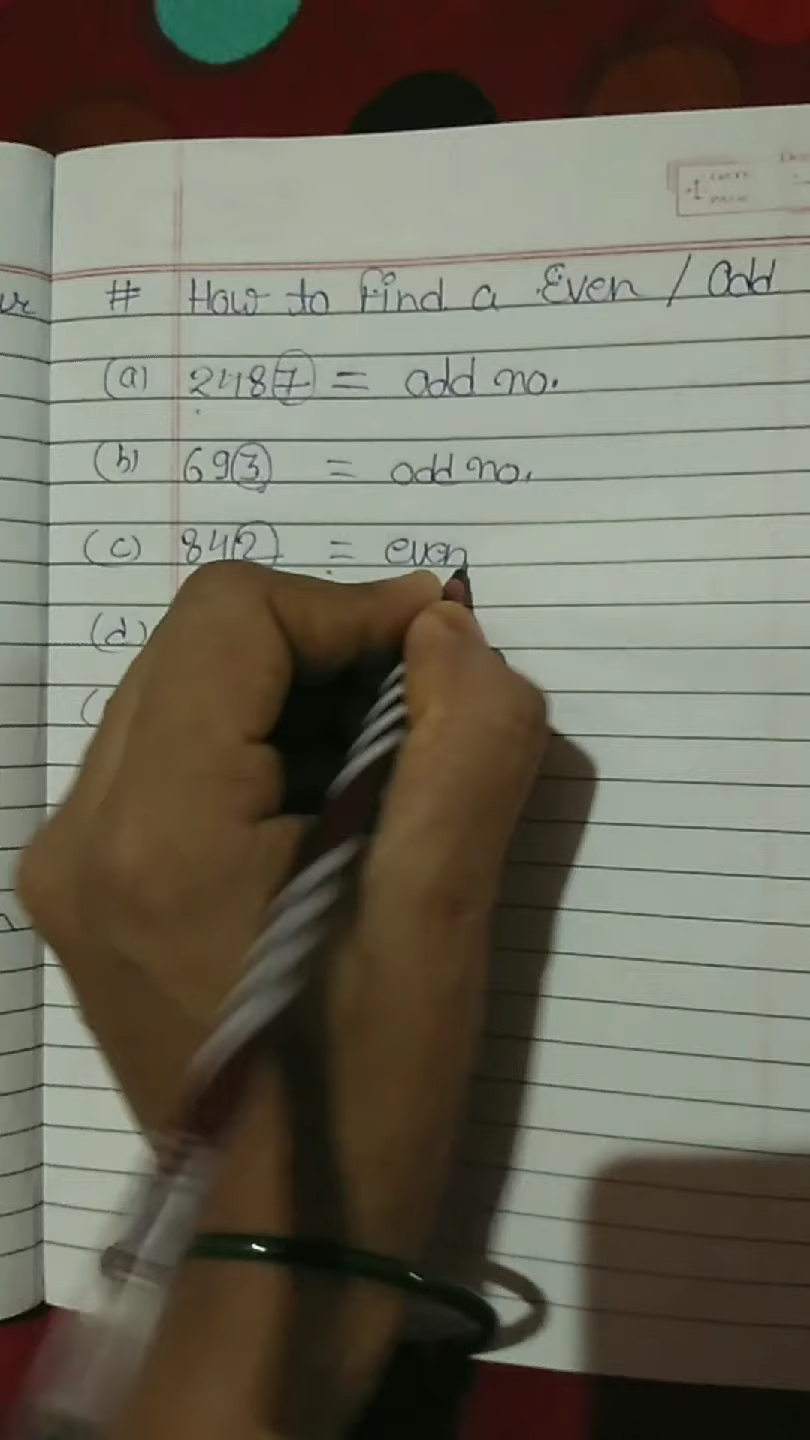 # How to Find a Even / Odd
(a) 2487 = odd no.
(b) 693 = odd no.
(c) 842 = even
(d)
(